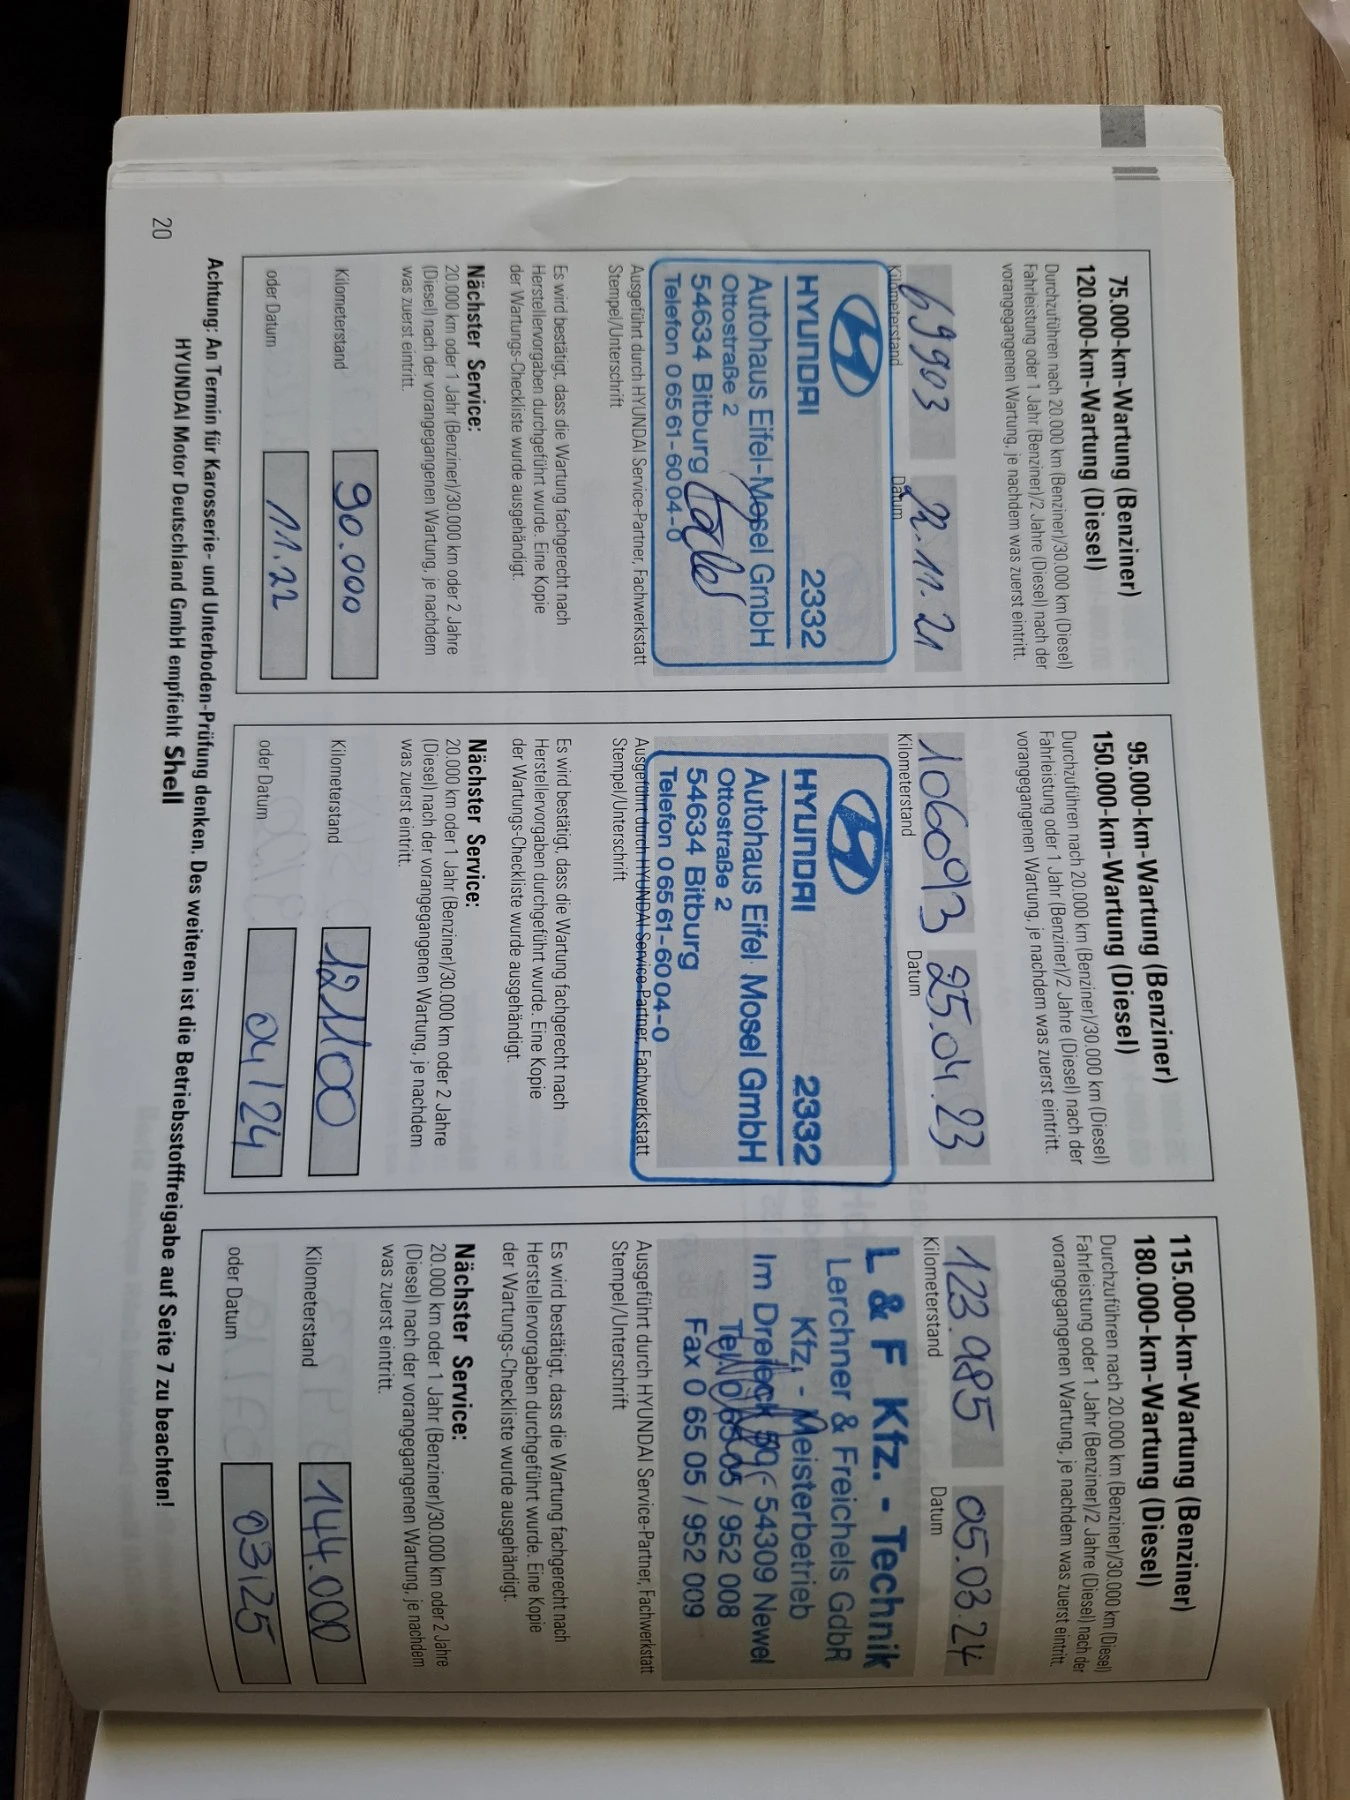 75.000-km-Wartung (Benziner)
120.000-km-Wartung (Diesel)
Durchzuführen nach 20.000 km (Benziner)/30.000 km (Diesel)
Fahrleistung oder 1 Jahr (Benziner)/2 Jahre (Diesel) nach der
vorangegangenen Wartung, je nachdem was zuerst eintritt.
69903 2.11.21
Kilometerstand Datum
HYUNDAI 2332
Autohaus Eifel-Mosel GmbH
Ottostraße 2
54634 Bitburg
Telefon 0 65 61-60 04-0
Ausgeführt durch HYUNDAI Service-Partner, Fachwerkstatt
Stempel/Unterschrift
Es wird bestätigt, dass die Wartung fachgerecht nach
Herstellervorgaben durchgeführt wurde. Eine Kopie
der Wartungs-Checkliste wurde ausgehändigt.
Nächster Service:
20.000 km oder 1 Jahr (Benziner)/30.000 km oder 2 Jahre
(Diesel) nach der vorangegangenen Wartung, je nachdem
was zuerst eintritt.
Kilometerstand 90.000
oder Datum 11.22
95.000-km-Wartung (Benziner)
150.000-km-Wartung (Diesel)
Durchzuführen nach 20.000 km (Benziner)/30.000 km (Diesel)
Fahrleistung oder 1 Jahr (Benziner)/2 Jahre (Diesel) nach der
vorangegangenen Wartung, je nachdem was zuerst eintritt.
106093 25.04.23
Kilometerstand Datum
HYUNDAI 2332
Autohaus Eifel Mosel GmbH
Ottostraße 2
54634 Bitburg
Telefon 0 65 61-60 04-0
Ausgeführt durch HYUNDAI Service-Partner, Fachwerkstatt
Stempel/Unterschrift
Es wird bestätigt, dass die Wartung fachgerecht nach
Herstellervorgaben durchgeführt wurde. Eine Kopie
der Wartungs-Checkliste wurde ausgehändigt.
Nächster Service:
20.000 km oder 1 Jahr (Benziner)/30.000 km oder 2 Jahre
(Diesel) nach der vorangegangenen Wartung, je nachdem
was zuerst eintritt.
Kilometerstand 121100
oder Datum 04/24
115.000-km-Wartung (Benziner)
180.000-km-Wartung (Diesel)
Durchzuführen nach 20.000 km (Benziner)/30.000 km (Diesel)
Fahrleistung oder 1 Jahr (Benziner)/2 Jahre (Diesel) nach der
vorangegangenen Wartung, je nachdem was zuerst eintritt.
123.985 05.03.24
Kilometerstand Datum
L & F Kfz. - Technik
Lerchner & Freichels GdbR
Kfz. - Meisterbetrieb
Im Dreieck 54309 Newel
Tel. 0 65 05 / 952 008
Fax 0 65 05 / 952 009
Ausgeführt durch HYUNDAI Service-Partner, Fachwerkstatt
Stempel/Unterschrift
Es wird bestätigt, dass die Wartung fachgerecht nach
Herstellervorgaben durchgeführt wurde. Eine Kopie
der Wartungs-Checkliste wurde ausgehändigt.
Nächster Service:
20.000 km oder 1 Jahr (Benziner)/30.000 km oder 2 Jahre
(Diesel) nach der vorangegangenen Wartung, je nachdem
was zuerst eintritt.
Kilometerstand 144.000
oder Datum 03/25
Achtung: An Termin für Karosserie- und Unterboden-Prüfung denken. Des weiteren ist die Betriebsstofffreigabe auf Seite 7 zu beachten!
HYUNDAI Motor Deutschland GmbH empfiehlt Shell
20